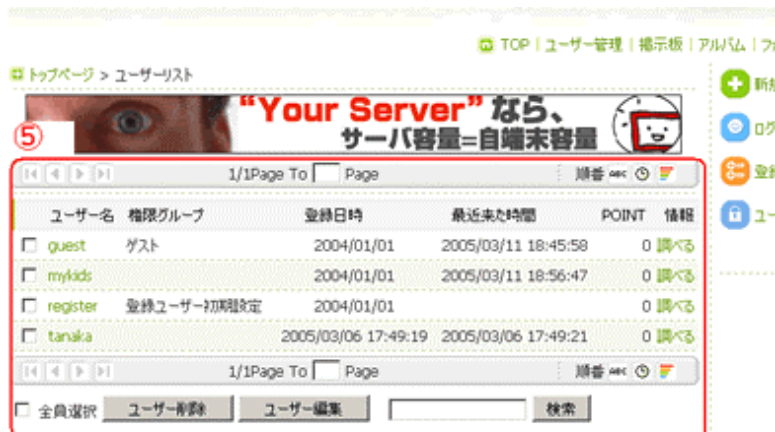 TOP | ユーザー管理 | 掲示板 | アルバム |
トップページ > ユーザーリスト
"Your Server" なら、
サーバ容量=自端末容量
⑤
1/1Page To Page 順番 ABC
ユーザー名 権限グループ 登録日時 最近来た時間 POINT 情報
guest ゲスト 2004/01/01 2005/03/11 18:45:58 0 調べる
mykids 2004/01/01 2005/03/11 18:56:47 0 調べる
register 登録ユーザー初期設定 2004/01/01 0 調べる
tanaka 2005/03/06 17:49:19 2005/03/06 17:49:21 0 調べる
1/1Page To Page 順番 ABC
全員選択 ユーザー削除 ユーザー編集 検索